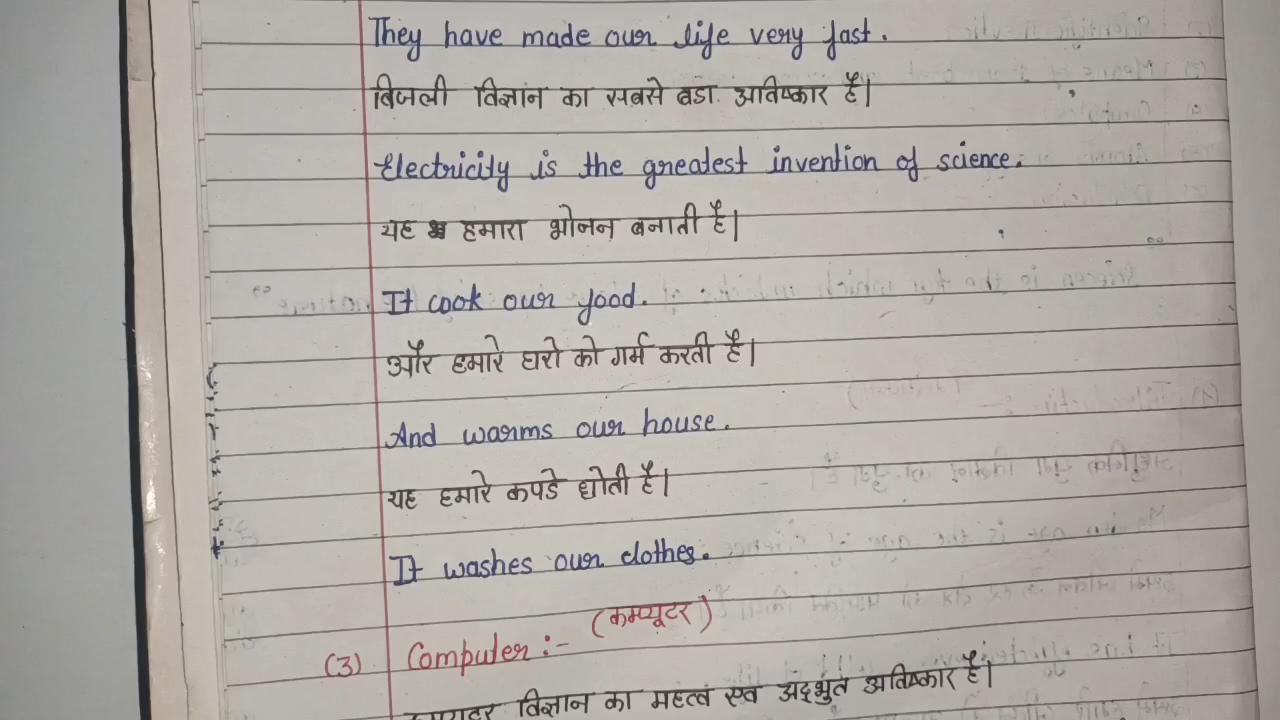 They have made our life very fast.
बिजली विज्ञान का सबसे बडा आविष्कार है।
Electricity is the greatest invention of science.
यह हमारा भोजन बनाती है।
It cook our food.
और हमारे घरो को गर्म करती है।
And warms our house.
यह हमारे कपडे धोती है।
It washes our clothes.
(3) Computer :- (कम्प्यूटर)
विज्ञान का महत्व एव अद्भुत आविष्कार है।